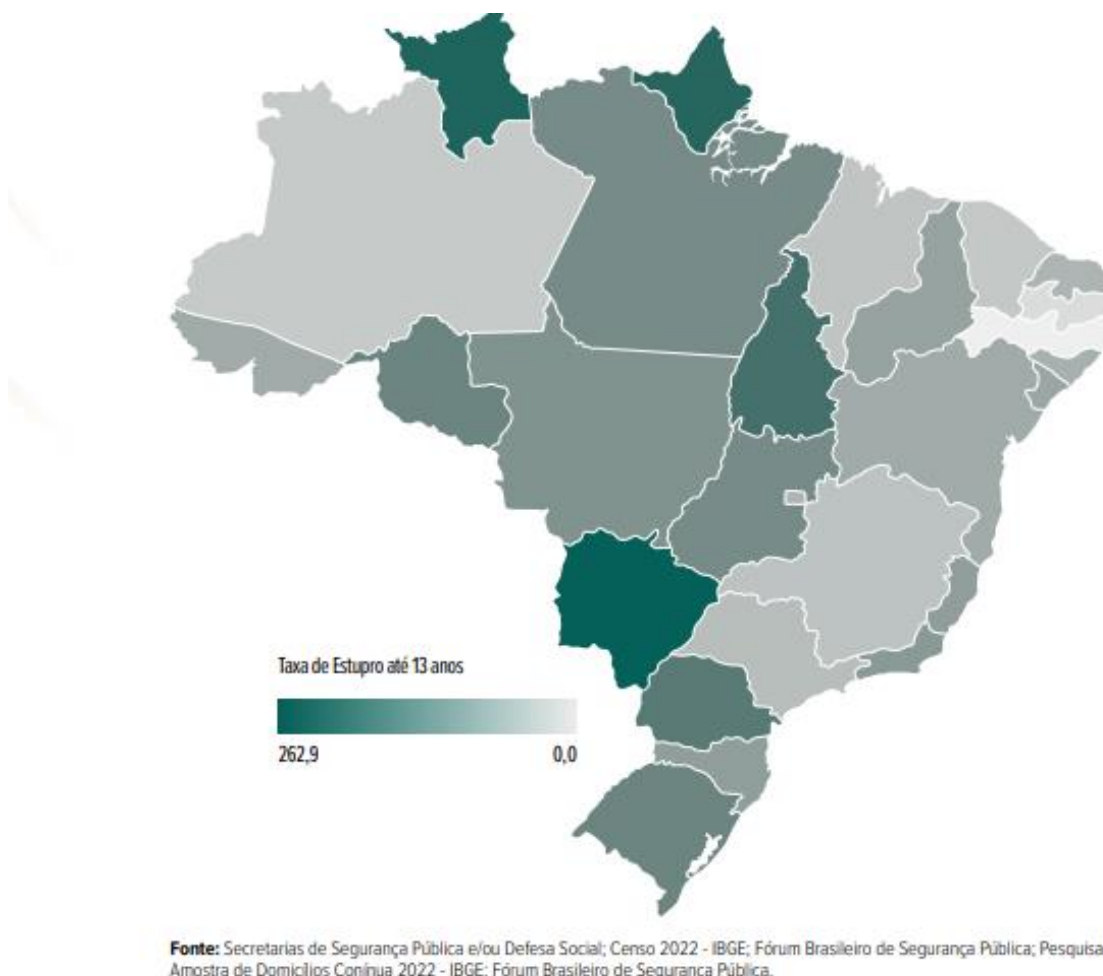 Taxa de Estupro até 13 anos
262,9 0,0
Fonte: Secretarias de Segurança Pública e/ou Defesa Social; Censo 2022 - IBGE; Fórum Brasileiro de Segurança Pública; Pesquisa
Amostra de Domicílios Conínua 2022 - IBGE; Fórum Brasileiro de Segurança Pública.